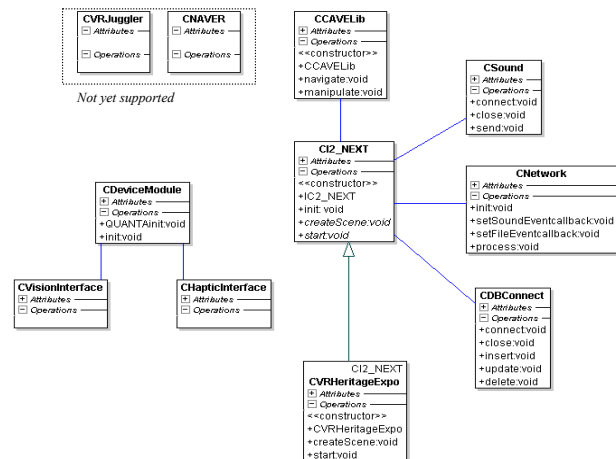 CVRJuggler
Attributes
Operations
CNAVER
Attributes
Operations
Not yet supported
CCAVELib
Attributes
Operations
<<constructor>>
+CCAVELib
+navigate:void
+manipulate:void
CSound
Attributes
Operations
+connect:void
+close:void
+send:void
CI2_NEXT
Attributes
Operations
<<constructor>>
+IC2_NEXT
+init: void
+createScene:void
+start:void
CNetwork
Attributes
Operations
+init:void
+setSoundEventcallback:void
+setFileEventcallback:void
+process:void
CDeviceModule
Attributes
Operations
+QUANTAinit:void
+init:void
CVisionInterface
Attributes
Operations
CHapticInterface
Attributes
Operations
CDBConnect
Attributes
Operations
+connect:void
+close:void
+insert:void
+update:void
+delete:void
CI2_NEXT
CVRHeritageExpo
Attributes
Operations
<<constructor>>
+CVRHeritageExpo
+createScene:void
+start:void